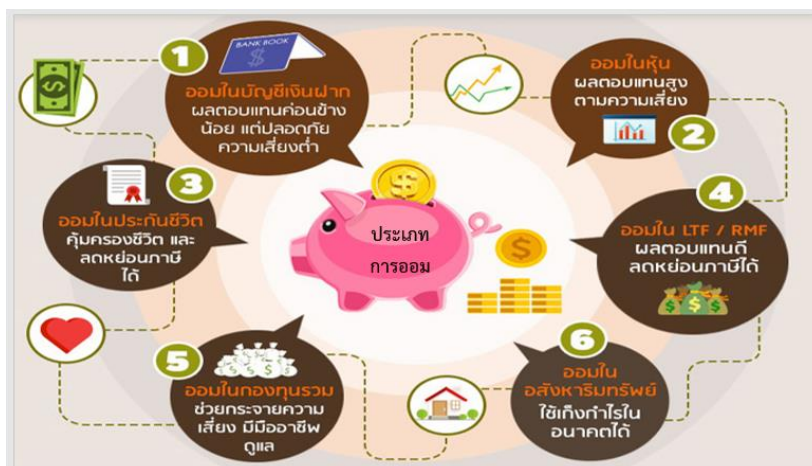 1
BANK BOOK
$
ออมในบัญชีเงินฝาก
ผลตอบแทนค่อนข้าง
น้อย แต่ปลอดภัย
ความเสี่ยงต่ำ
ออมในหุ้น
ผลตอบแทนสูง
ตามความเสี่ยง
2
3
ออมในประกันชีวิต
คุ้มครองชีวิต และ
ลดหย่อนภาษี
ได้
ประเภท
การออม
4
ออมใน LTF / RMF
ผลตอบแทนดี
ลดหย่อนภาษีได้
5
ออมในกองทุนรวม
ช่วยกระจายความ
เสี่ยง มีมืออาชีพ
ดูแล
6
ออมใน
อสังหาริมทรัพย์
ใช้เก็งกำไรใน
อนาคตได้